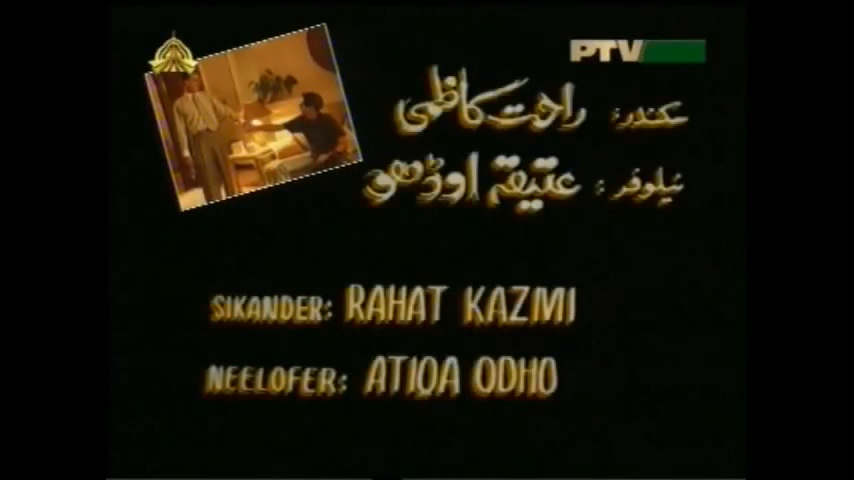 PTV
سکندر: راحت کاظمی
نیلوفر: عتیقہ اوڈھو
SIKANDER: RAHAT KAZMI
NEELOFER: ATIQA ODHO